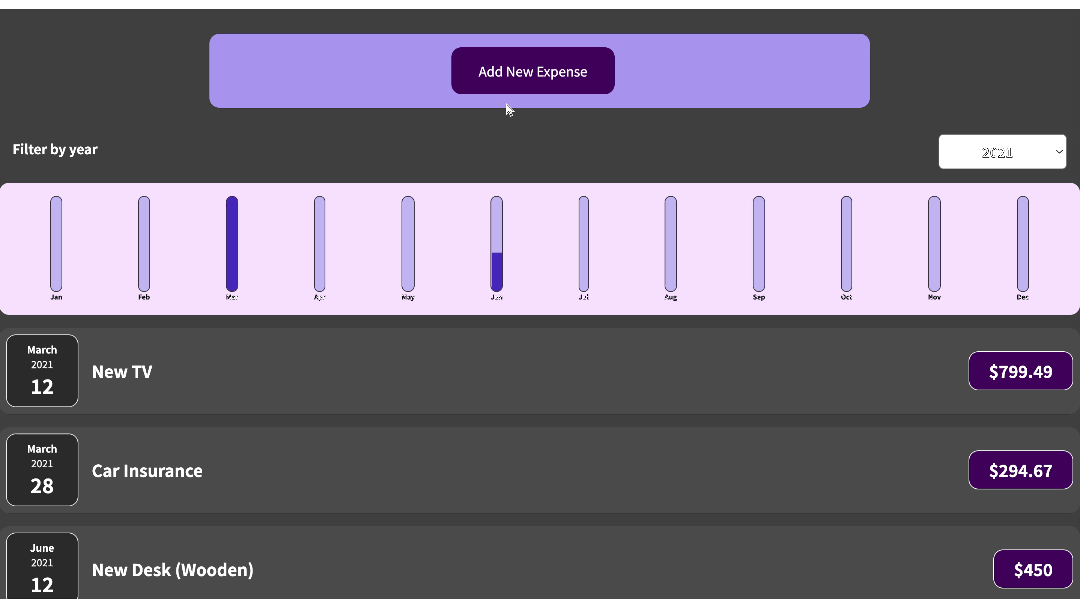 Add New Expense
Filter by year
2021
Jan Feb Mar Apr May Jun Jul Aug Sep Oct Nov Dec
March
2021
12
New TV
$799.49
March
2021
28
Car Insurance
$294.67
June
2021
12
New Desk (Wooden)
$450